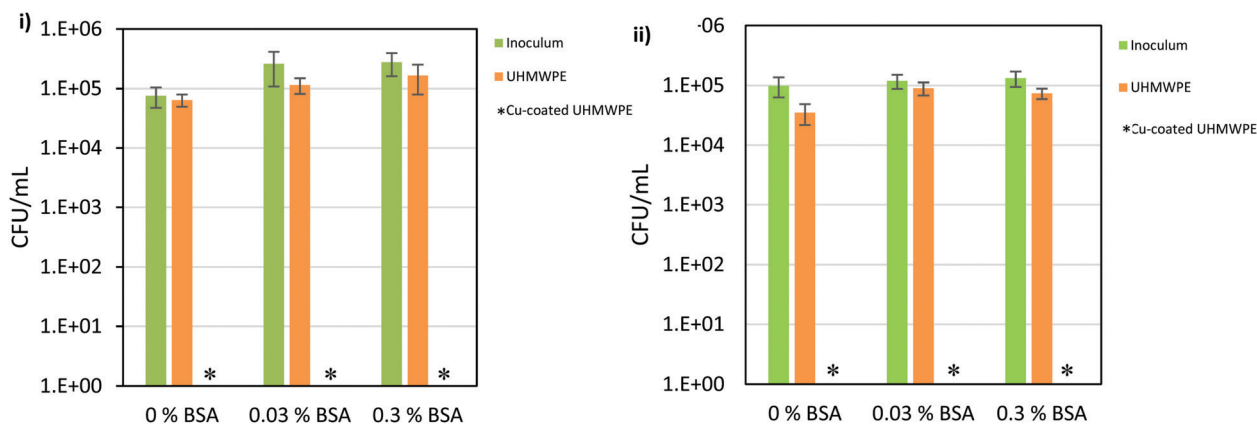 i)
1.E+06
1.E+05
1.E+04
1.E+03
1.E+02
1.E+01
1.E+00
CFU/mL
0 % BSA 0.03 % BSA 0.3 % BSA
* * *
Inoculum
UHMWPE
*Cu-coated UHMWPE
ii)
-06
1.E+05
1.E+04
1.E+03
1.E+02
1.E+01
1.E+00
CFU/mL
0 % BSA 0.03 % BSA 0.3 % BSA
* * *
Inoculum
UHMWPE
*Cu-coated UHMWPE